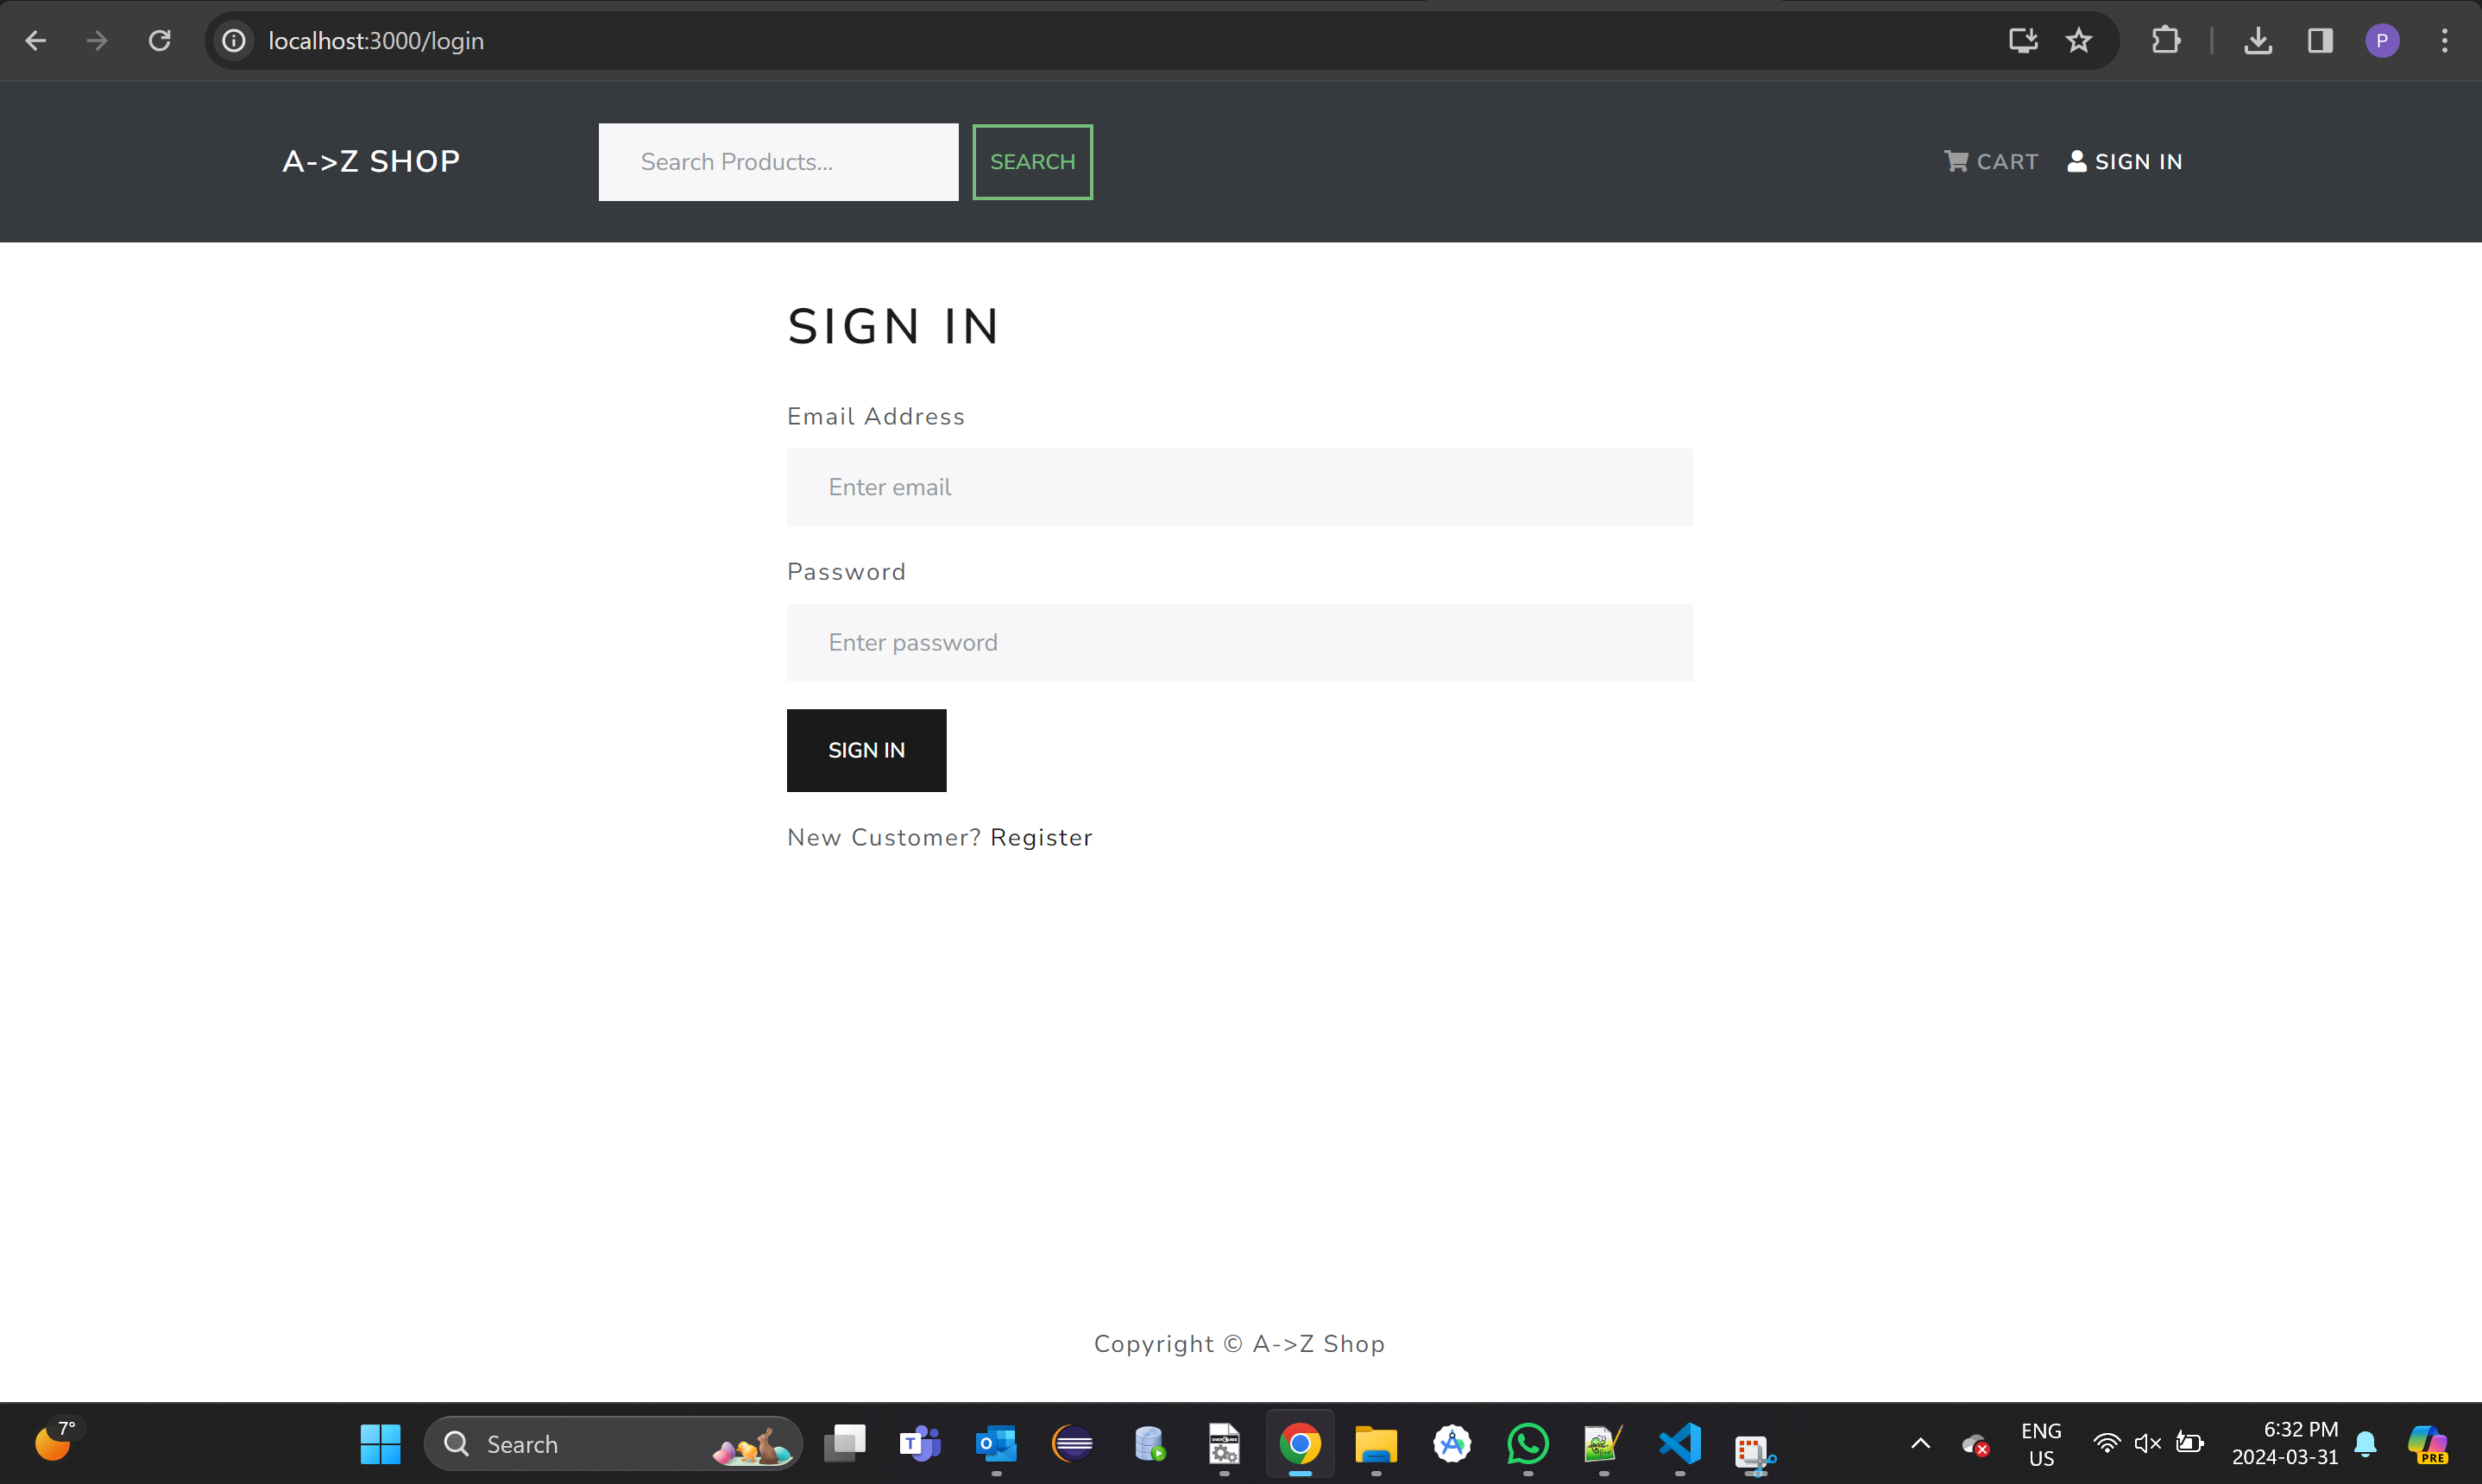 localhost:3000/login
P
A->Z SHOP
Search Products...
SEARCH
CART
SIGN IN
SIGN IN
Email Address
Enter email
Password
Enter password
SIGN IN
New Customer? Register
Copyright © A->Z Shop
7°
Search
ENG
US
6:32 PM
2024-03-31
PRE